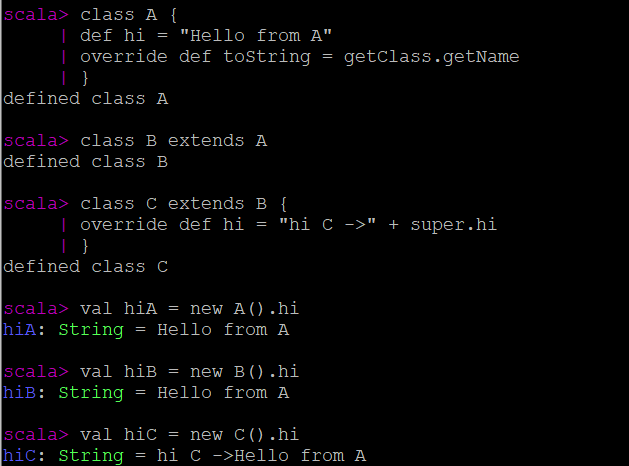 scala> class A {
| def hi = "Hello from A"
| override def toString = getClass.getName
| }
defined class A
scala> class B extends A
defined class B
scala> class C extends B {
| override def hi = "hi C ->" + super.hi
| }
defined class C
scala> val hiA = new A().hi
hiA: String = Hello from A
scala> val hiB = new B().hi
hiB: String = Hello from A
scala> val hiC = new C().hi
hiC: String = hi C ->Hello from A